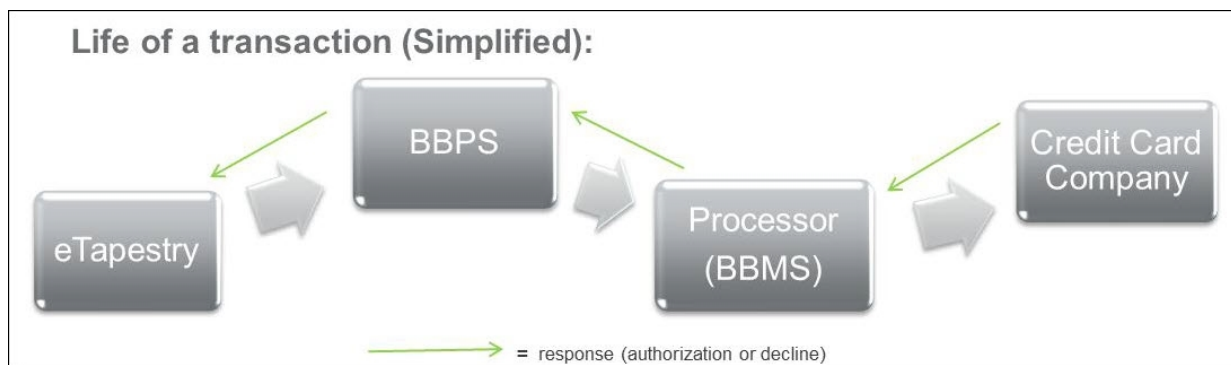 Life of a transaction (Simplified):
BBPS
Credit Card
Company
eTapestry
Processor
(BBMS)
= response (authorization or decline)